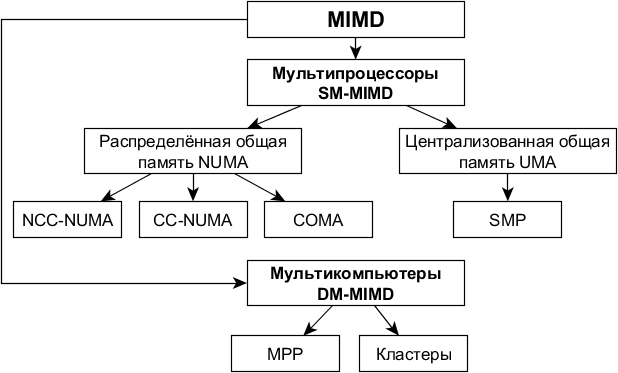 MIMD
Мультипроцессоры
SM-MIMD
Распределённая общая
память NUMA
Централизованная общая
память UMA
NCC-NUMA
CC-NUMA
COMA
SMP
Мультикомпьютеры
DM-MIMD
MPP
Кластеры